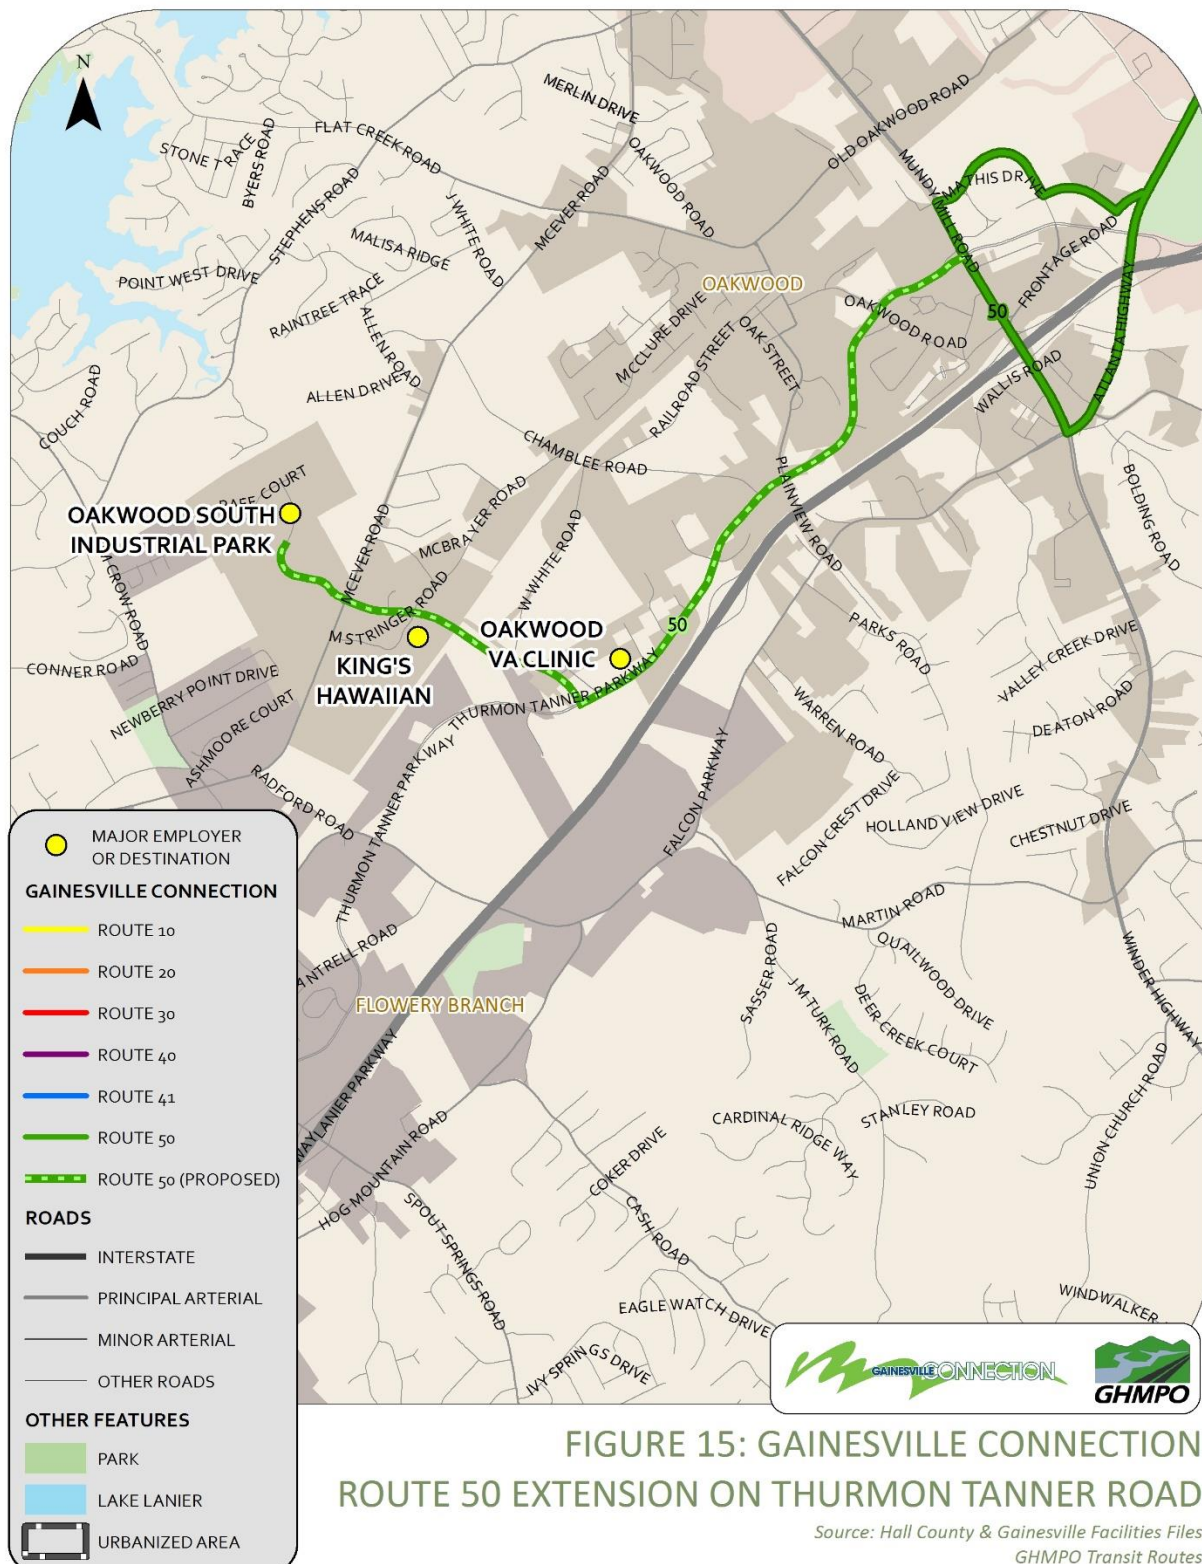 N
MERLIN DRIVE
OLD OAKWOOD ROAD
FLAT CREEK ROAD
STONE TRACE
BYERS ROAD
OAKWOOD ROAD
MUNDY MILL ROAD
MATHIS DRIVE
STEPHENS ROAD
J WHITE ROAD
MCEVER ROAD
MALISA RIDGE
POINT WEST DRIVE
FRONTAGE ROAD
OAKWOOD
RAINTREE TRACE
ALLEN ROAD
MCCLURE DRIVE
OAKWOOD ROAD
50
ATLANTA HIGHWAY
RAILROAD STREET
OAK STREET
WALLIS ROAD
ALLEN DRIVE
COUCH ROAD
CHAMBLEE ROAD
PLAINVIEW ROAD
BOLDING ROAD
COURT
OAKWOOD SOUTH
INDUSTRIAL PARK
MCEVER ROAD
MCBRAYER ROAD
W WHITE ROAD
M CROW ROAD
M STRINGER ROAD
OAKWOOD
VA CLINIC
50
KING'S
HAWAIIAN
PARKS ROAD
VALLEY CREEK DRIVE
CONNER ROAD
NEWBERRY POINT DRIVE
THURMON TANNER PARKWAY
WARREN ROAD
DEATON ROAD
ASHMOORE COURT
RADFORD ROAD
THURMON TANNER PARKWAY
FALCON PARKWAY
FALCON CREST DRIVE
HOLLAND VIEW DRIVE
CHESTNUT DRIVE
MARTIN ROAD
ANTRELL ROAD
SASSER ROAD
QUAILWOOD DRIVE
WINDER HIGHWAY
FLOWERY BRANCH
J M TURK ROAD
DEER CREEK COURT
WAY
LANIER PARKWAY
HOG MOUNTAIN ROAD
CARDINAL RIDGE WAY
STANLEY ROAD
UNION CHURCH ROAD
COKER DRIVE
SPOUT SPRINGS ROAD
CASH ROAD
EAGLE WATCH DRIVE
WINDWALKER
IVY SPRINGS DRIVE
MAJOR EMPLOYER
OR DESTINATION
GAINESVILLE CONNECTION
ROUTE 10
ROUTE 20
ROUTE 30
ROUTE 40
ROUTE 41
ROUTE 50
ROUTE 50 (PROPOSED)
ROADS
INTERSTATE
PRINCIPAL ARTERIAL
MINOR ARTERIAL
OTHER ROADS
OTHER FEATURES
PARK
LAKE LANIER
URBANIZED AREA
GAINESVILLE CONNECTION
GHMPO
FIGURE 15: GAINESVILLE CONNECTION
ROUTE 50 EXTENSION ON THURMON TANNER ROAD
Source: Hall County & Gainesville Facilities Files
GHMPO Transit Routes